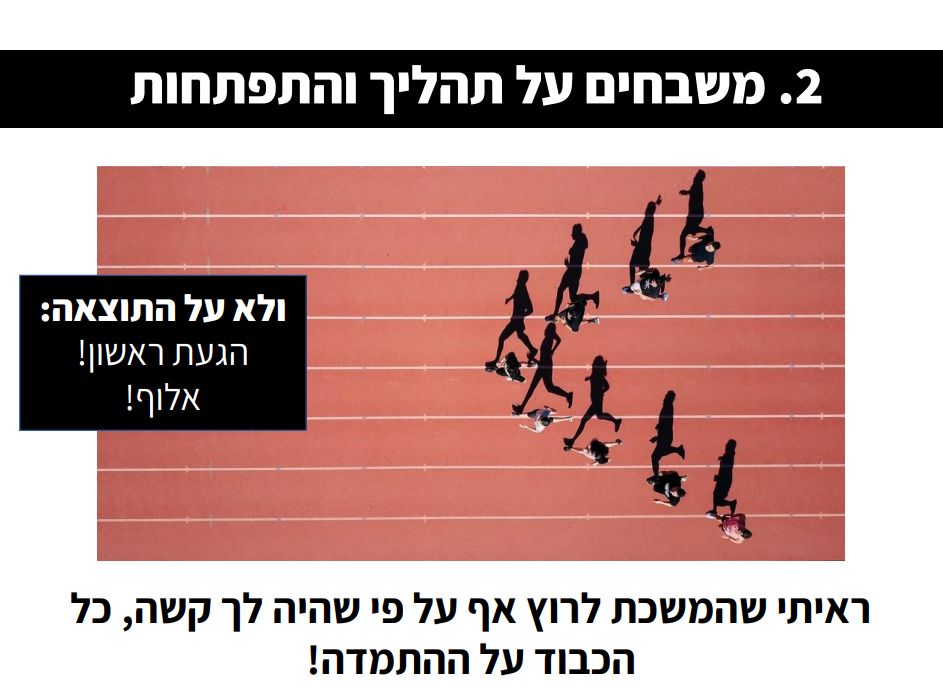 2. משבחים על תהליך והתפתחות
ולא על התוצאה:
הגעת ראשון!
אלוף!
ראיתי שהמשכת לרוץ אף על פי שהיה לך קשה, כל
הכבוד על ההתמדה!